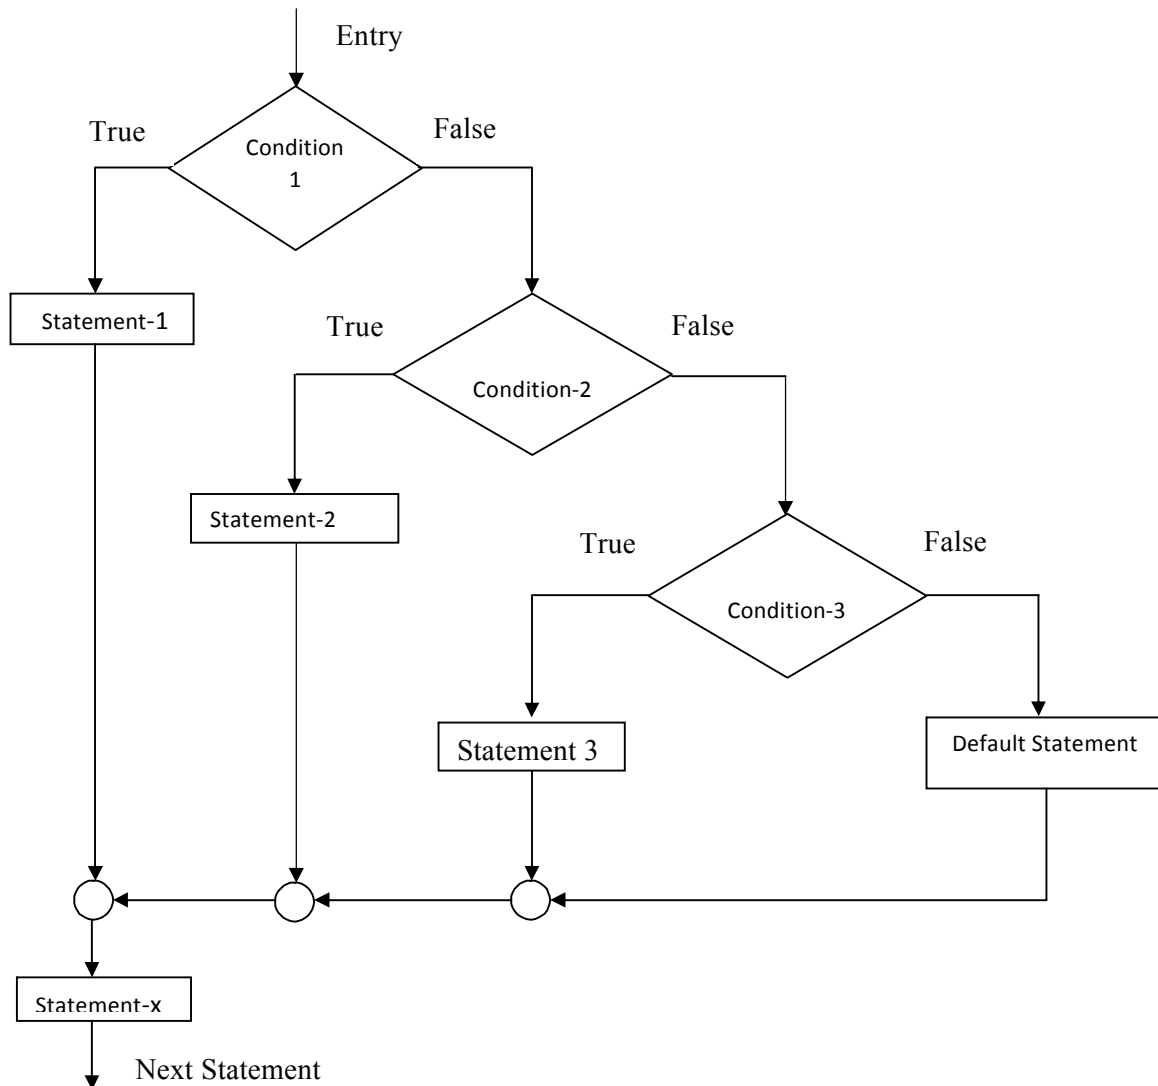 Entry
True
False
Condition
1
Statement-1
True
False
Condition-2
Statement-2
True
False
Condition-3
Statement 3
Default Statement
Statement-x
Next Statement